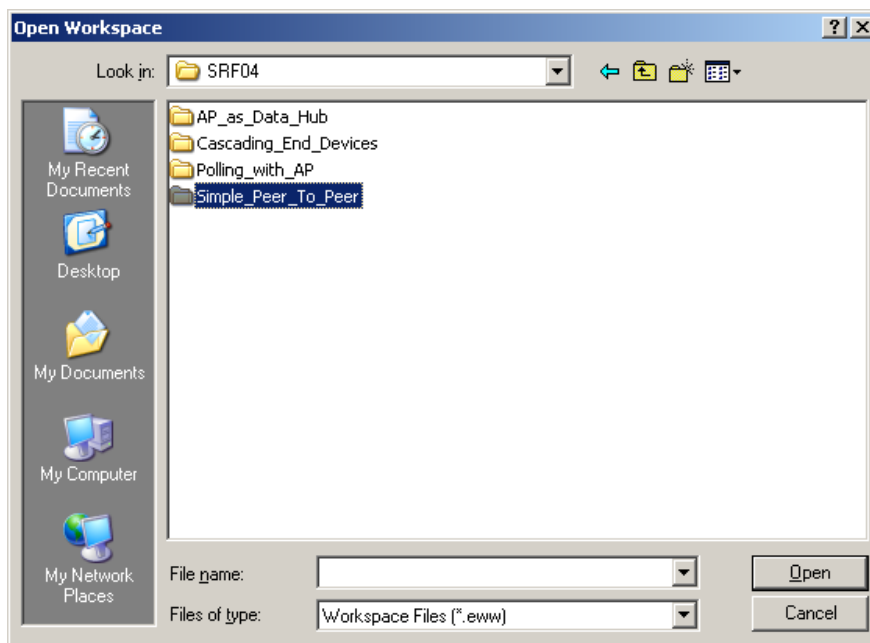 Open Workspace
Look in: SRF04
AP_as_Data_Hub
Cascading_End_Devices
Polling_with_AP
Simple_Peer_To_Peer
My Recent
Documents
Desktop
My Documents
My Computer
My Network
Places
File name:
Open
Files of type: Workspace Files (*.eww)
Cancel